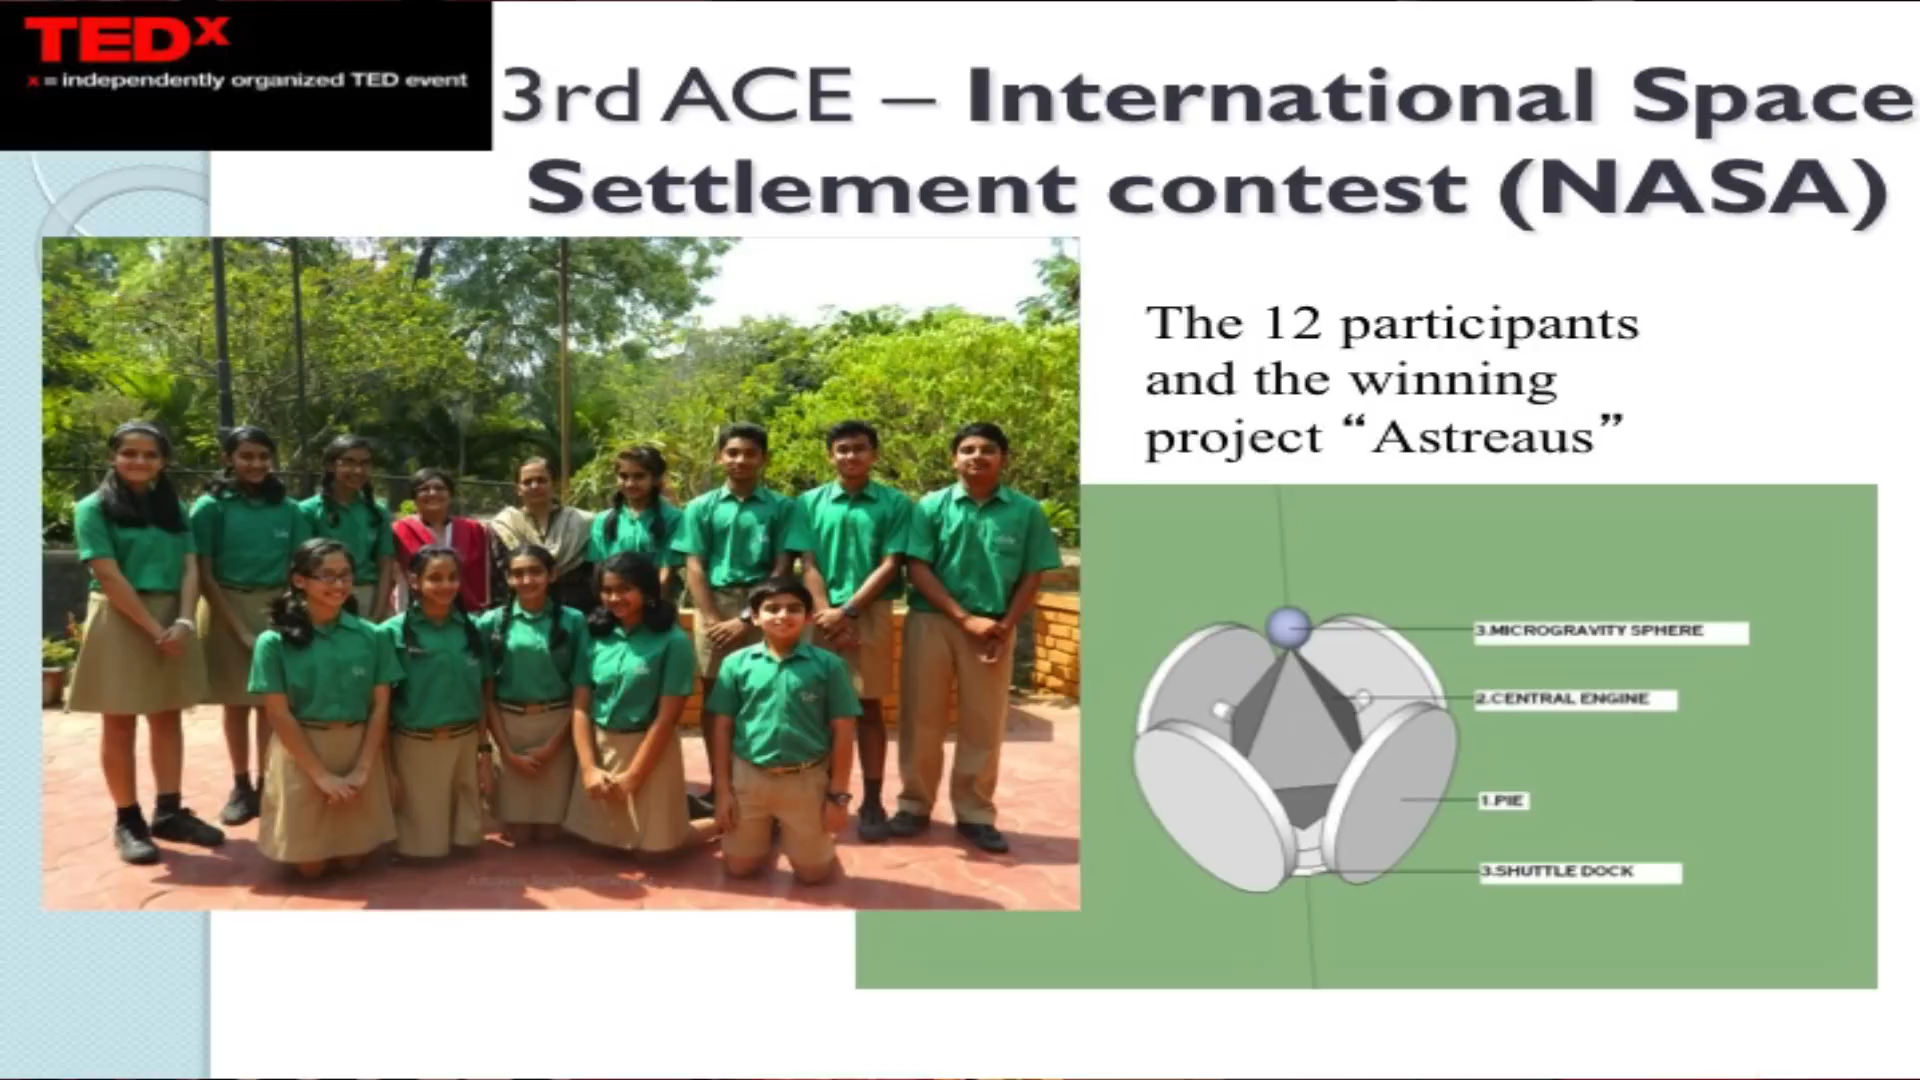 TEDx
x = independently organized TED event
3rd ACE – International Space
Settlement contest (NASA)
The 12 participants
and the winning
project “Astreaus”
3.MICROGRAVITY SPHERE
2.CENTRAL ENGINE
1.PIE
3.SHUTTLE DOCK